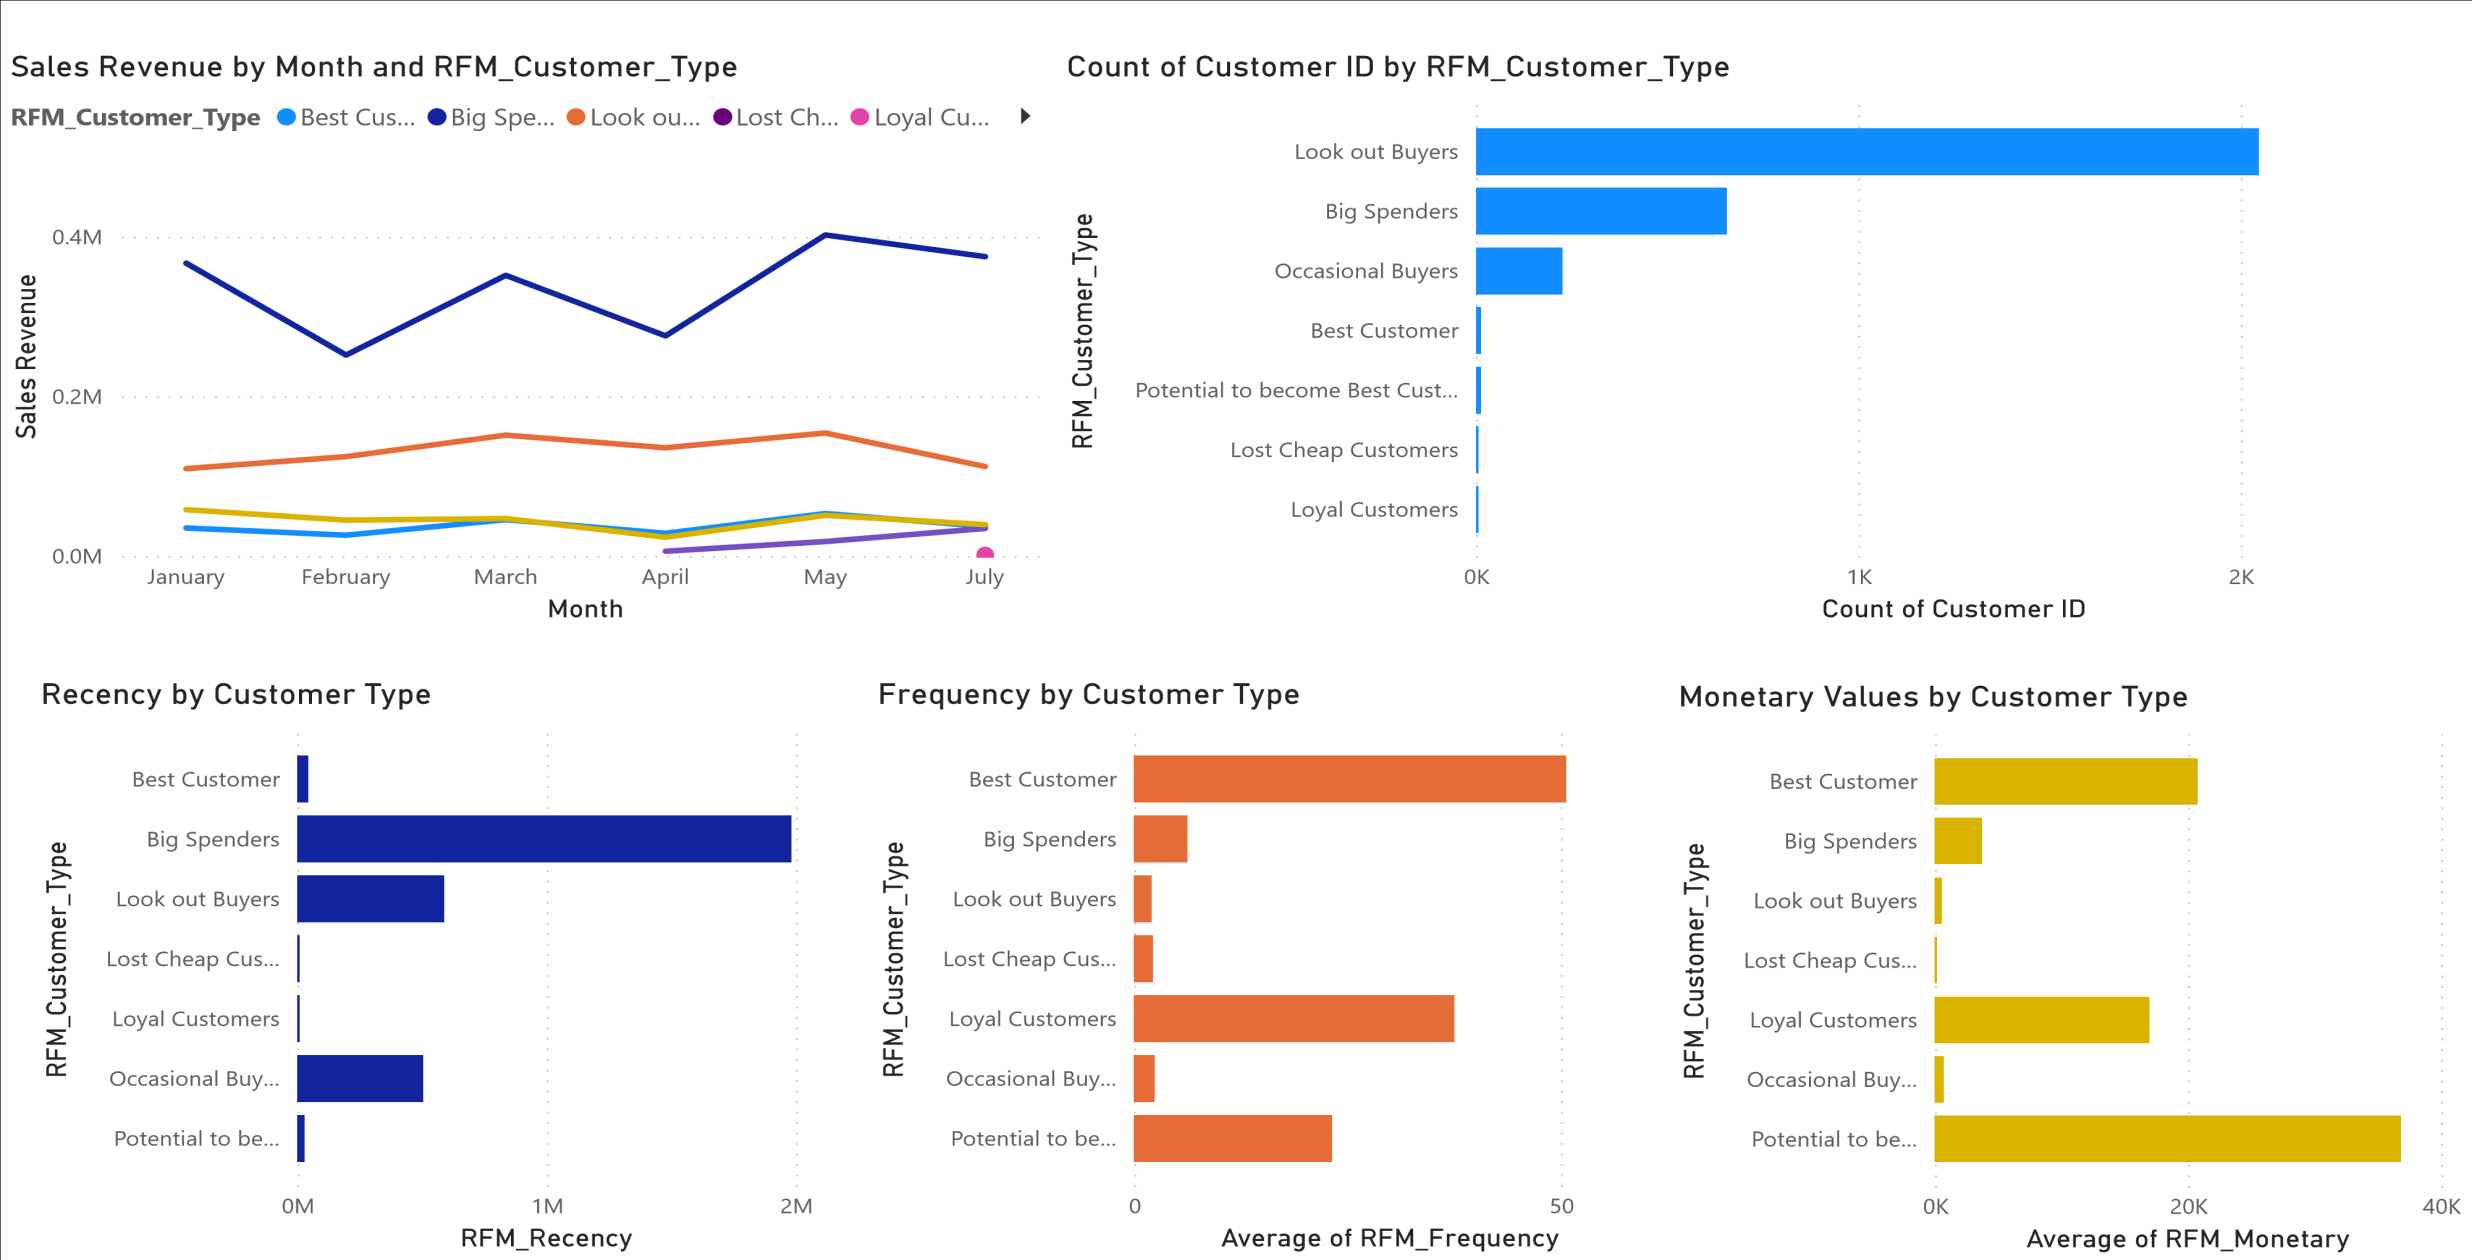 Sales Revenue by Month and RFM_Customer_Type
RFM_Customer_Type Best Cus... Big Spe... Look ou... Lost Ch... Loyal Cu...
Sales Revenue
0.4M
0.2M
0.0M
January February March April May July
Month
Count of Customer ID by RFM_Customer_Type
RFM_Customer_Type
Look out Buyers
Big Spenders
Occasional Buyers
Best Customer
Potential to become Best Cust...
Lost Cheap Customers
Loyal Customers
0K 1K 2K
Count of Customer ID
Recency by Customer Type
RFM_Customer_Type
Best Customer
Big Spenders
Look out Buyers
Lost Cheap Cus...
Loyal Customers
Occasional Buy...
Potential to be...
0M 1M 2M
RFM_Recency
Frequency by Customer Type
RFM_Customer_Type
Best Customer
Big Spenders
Look out Buyers
Lost Cheap Cus...
Loyal Customers
Occasional Buy...
Potential to be...
0 50
Average of RFM_Frequency
Monetary Values by Customer Type
RFM_Customer_Type
Best Customer
Big Spenders
Look out Buyers
Lost Cheap Cus...
Loyal Customers
Occasional Buy...
Potential to be...
0K 20K 40K
Average of RFM_Monetary